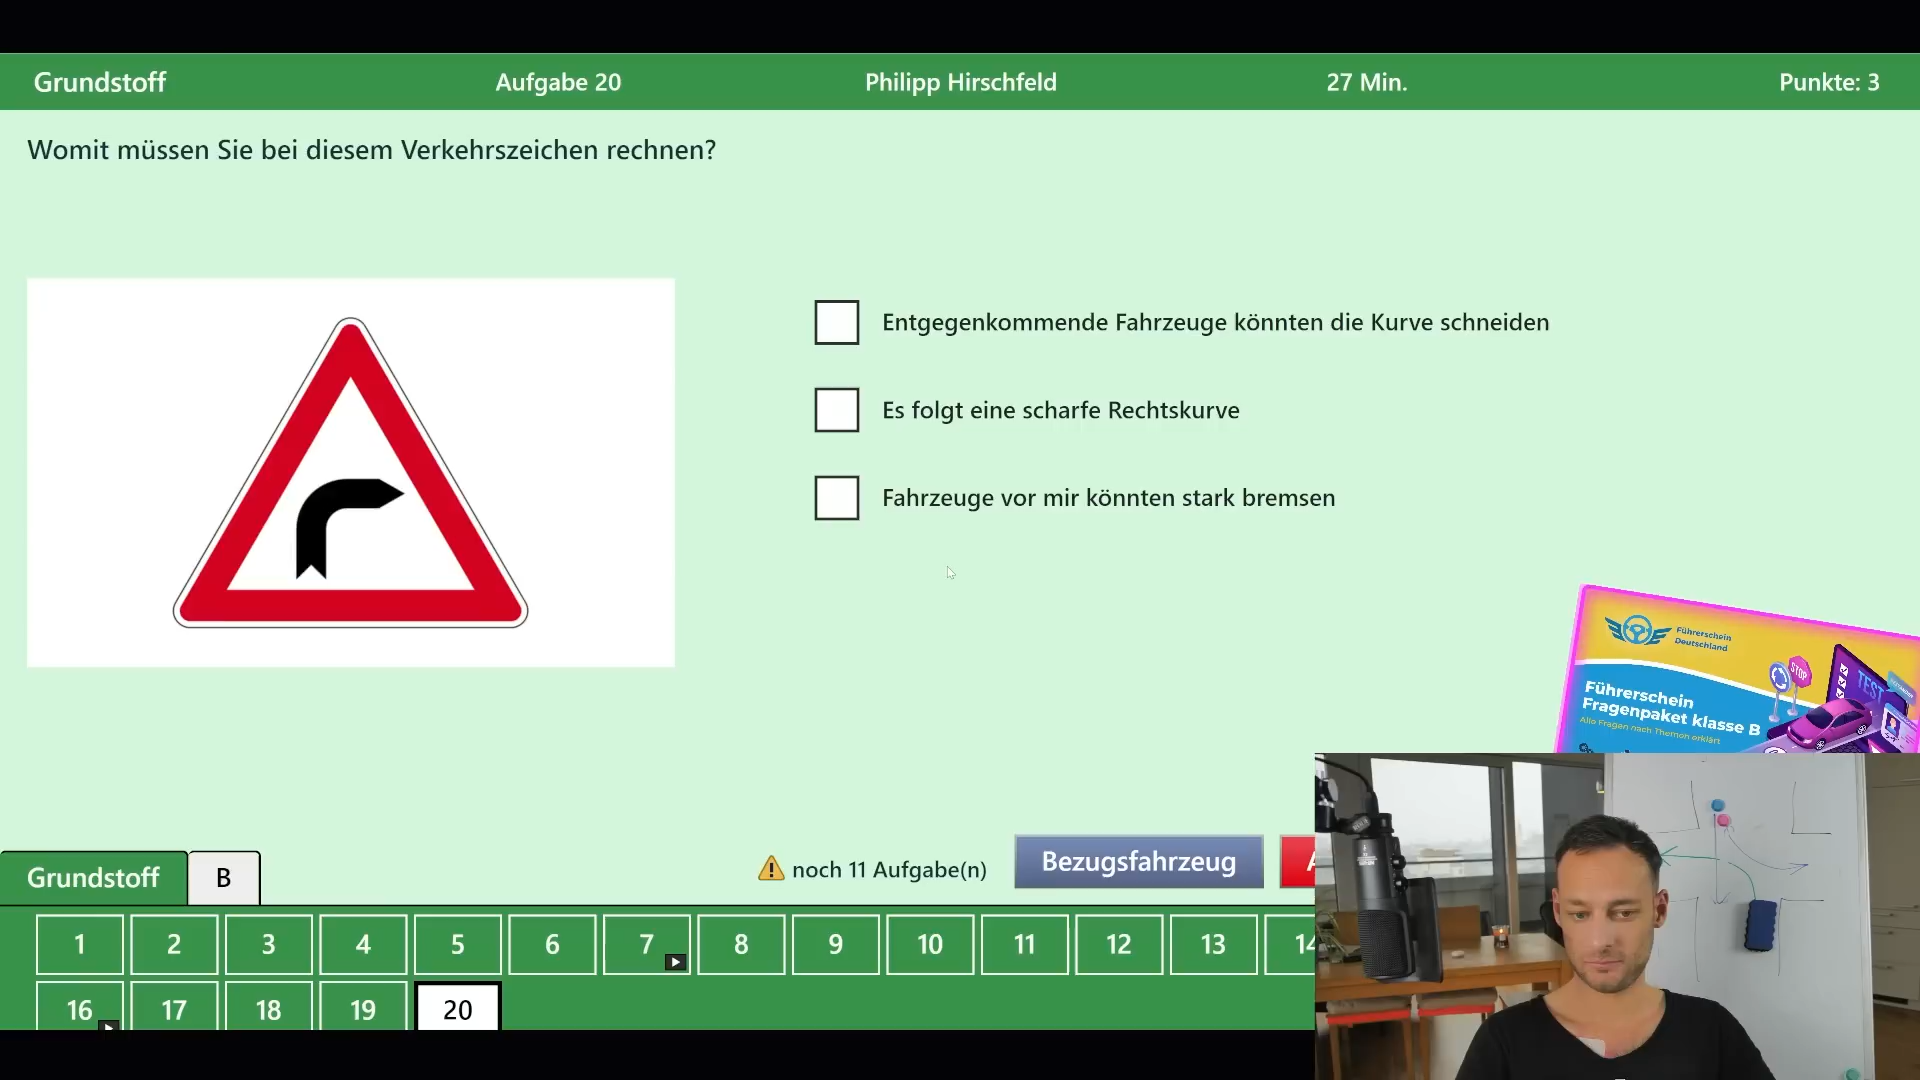 Grundstoff Aufgabe 20 Philipp Hirschfeld 27 Min. Punkte: 3
Womit müssen Sie bei diesem Verkehrszeichen rechnen?
Entgegenkommende Fahrzeuge könnten die Kurve schneiden
Es folgt eine scharfe Rechtskurve
Fahrzeuge vor mir könnten stark bremsen
Führerschein
Deutschland
STOP
TEST
Führerschein
Fragenpaket klasse B
Alle Fragen nach Themen erklärt
Grundstoff B
noch 11 Aufgabe(n) Bezugsfahrzeug
1 2 3 4 5 6 7 8 9 10 11 12 13 14
16 17 18 19 20